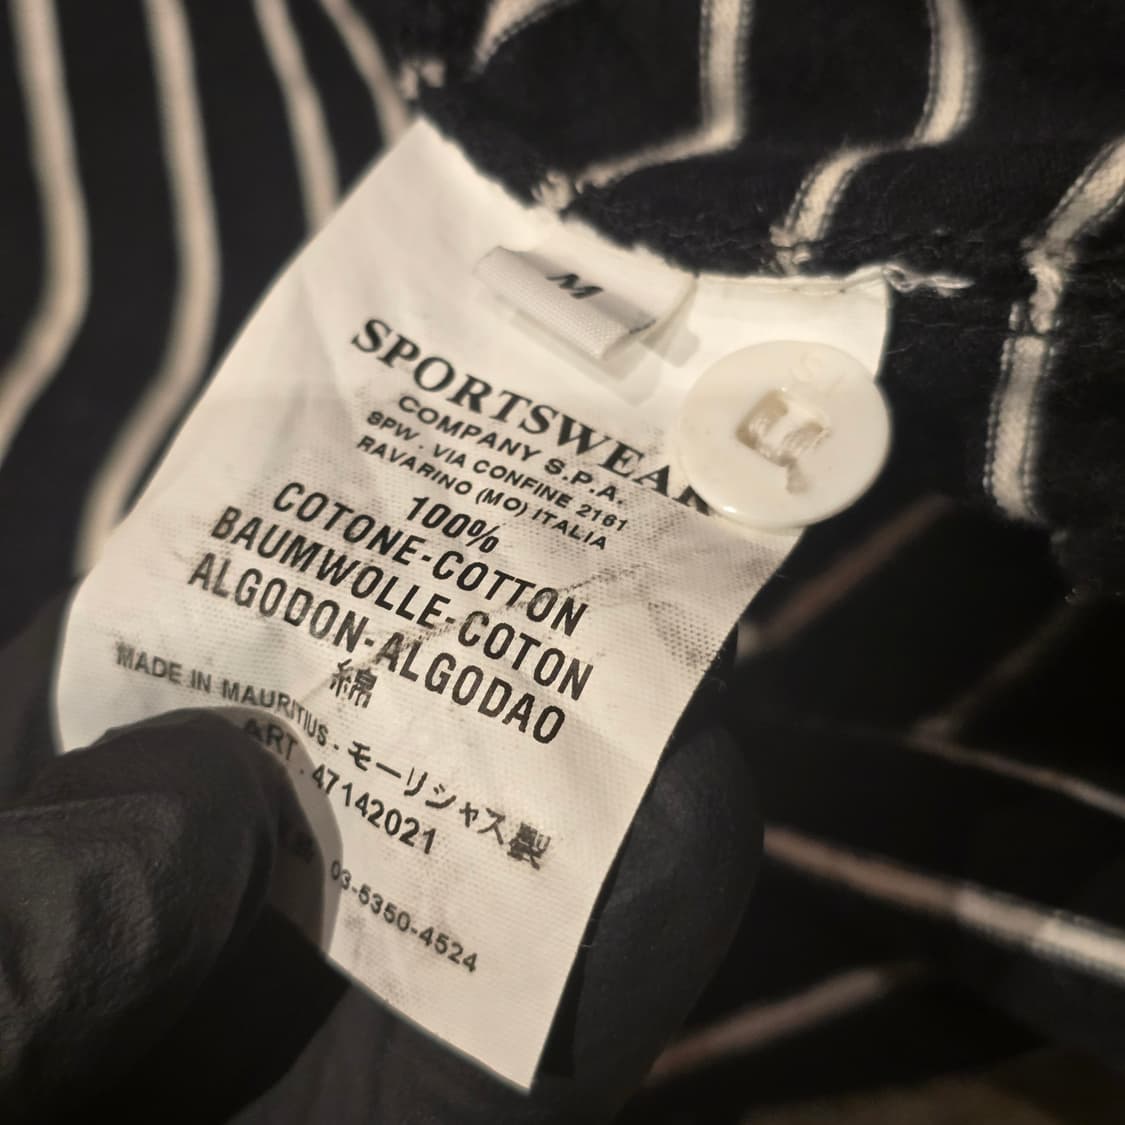 M
SPORTSWEAR
COMPANY S.P.A.
SPW . VIA CONFINE 2161
RAVARINO (MO) ITALIA
100%
COTONE-COTTON
BAUMWOLLE-COTON
ALGODON-ALGODAO
綿
MADE IN MAURITIUS - モーリシャス製
ART . 47142021
03-5350-4524